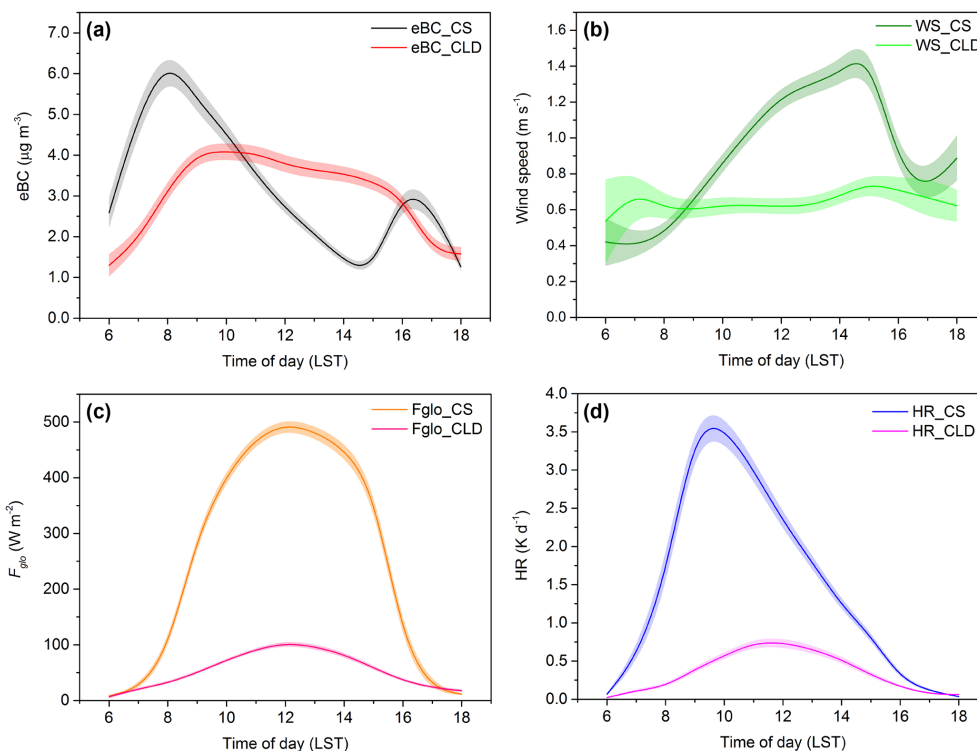 (a)
eBC_CS
eBC_CLD
eBC (µg m⁻³)
7.0
6.0
5.0
4.0
3.0
2.0
1.0
0.0
6 8 10 12 14 16 18
Time of day (LST)
(b)
WS_CS
WS_CLD
Wind speed (m s⁻¹)
1.6
1.4
1.2
1.0
0.8
0.6
0.4
0.2
0.0
6 8 10 12 14 16 18
Time of day (LST)
(c)
Fglo_CS
Fglo_CLD
F_glo (W m⁻²)
500
400
300
200
100
0
6 8 10 12 14 16 18
Time of day (LST)
(d)
HR_CS
HR_CLD
HR (K d⁻¹)
4.0
3.5
3.0
2.5
2.0
1.5
1.0
0.5
0.0
6 8 10 12 14 16 18
Time of day (LST)